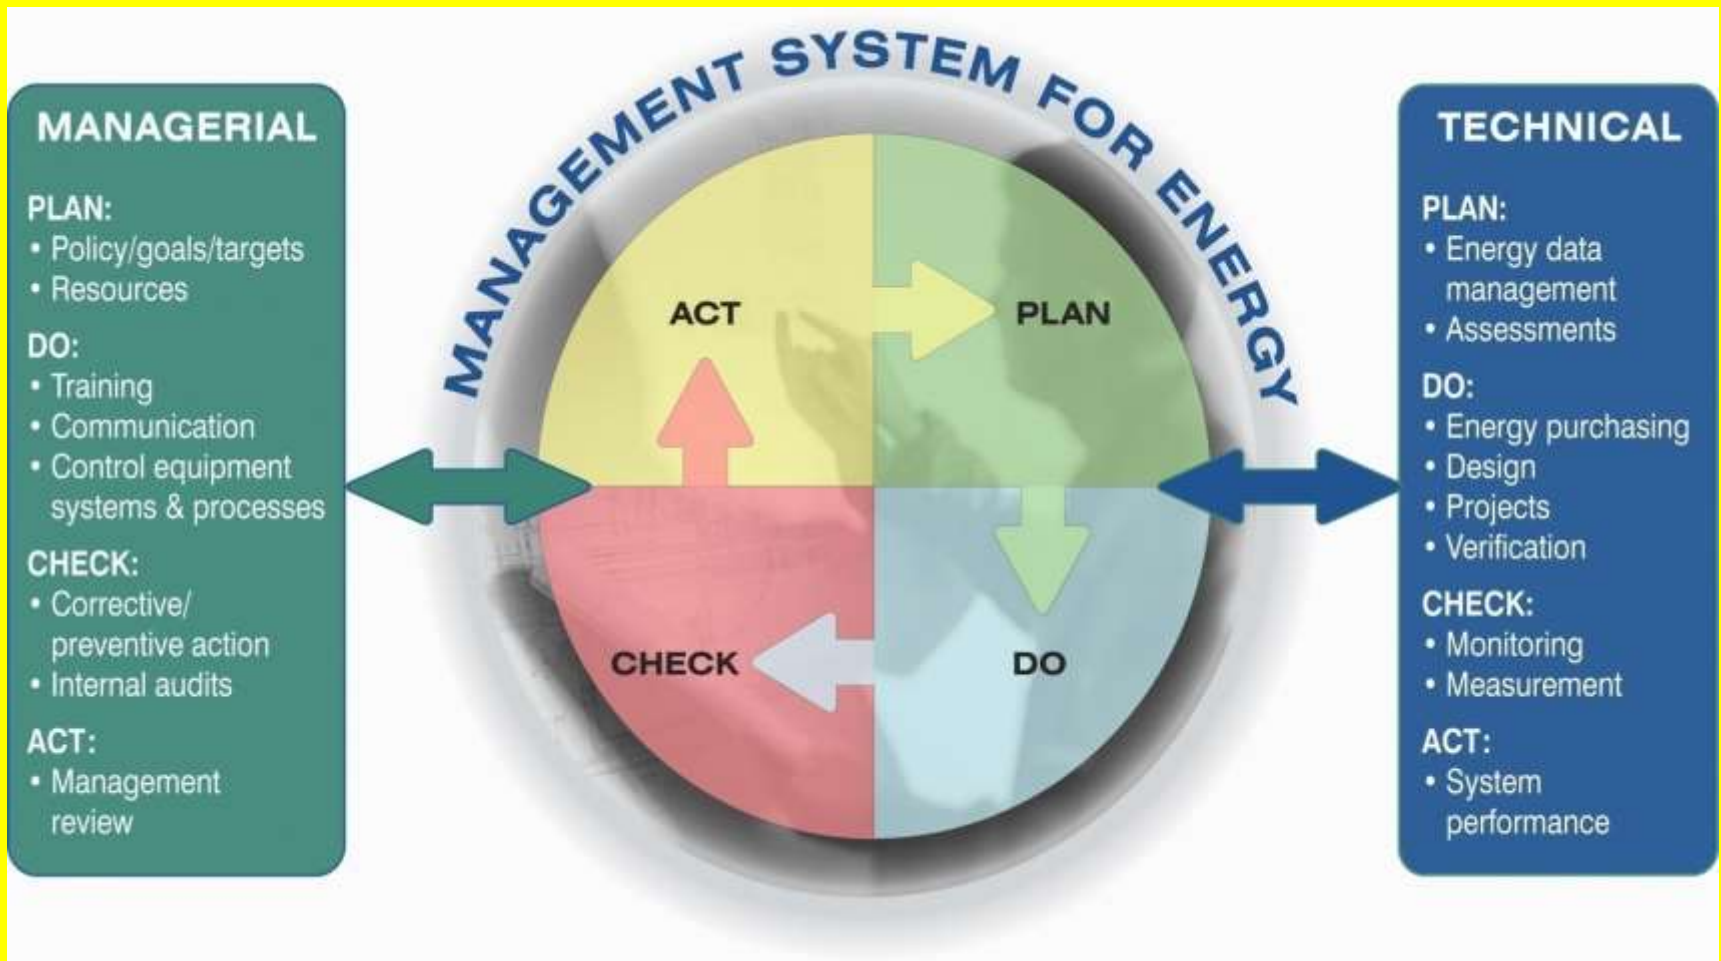 MANAGEMENT SYSTEM FOR ENERGY
MANAGERIAL
PLAN:
• Policy/goals/targets
• Resources
DO:
• Training
• Communication
• Control equipment
systems & processes
CHECK:
• Corrective/
preventive action
• Internal audits
ACT:
• Management
review
ACT
PLAN
CHECK
DO
TECHNICAL
PLAN:
• Energy data
management
• Assessments
DO:
• Energy purchasing
• Design
• Projects
• Verification
CHECK:
• Monitoring
• Measurement
ACT:
• System
performance